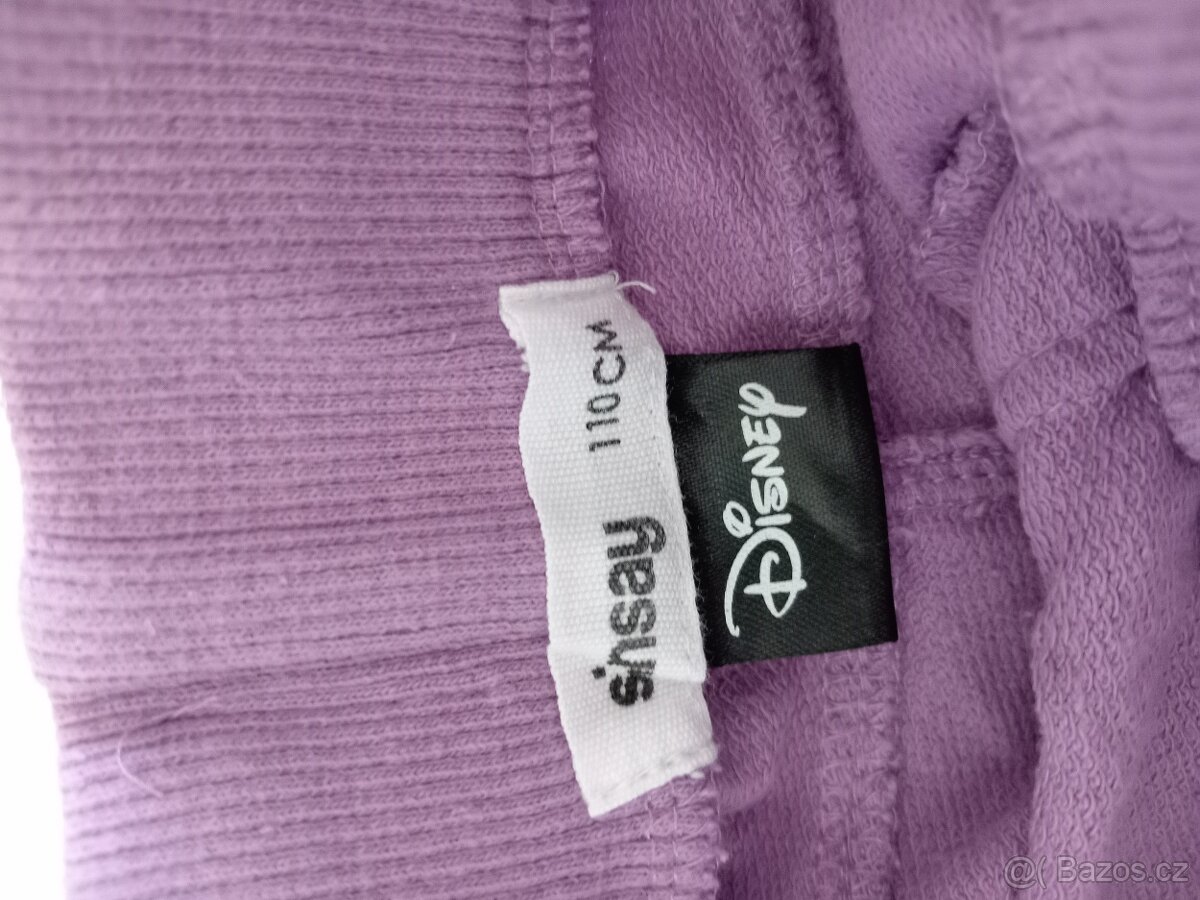 sinsay 110 CM
Disney
@( Bazos.cz